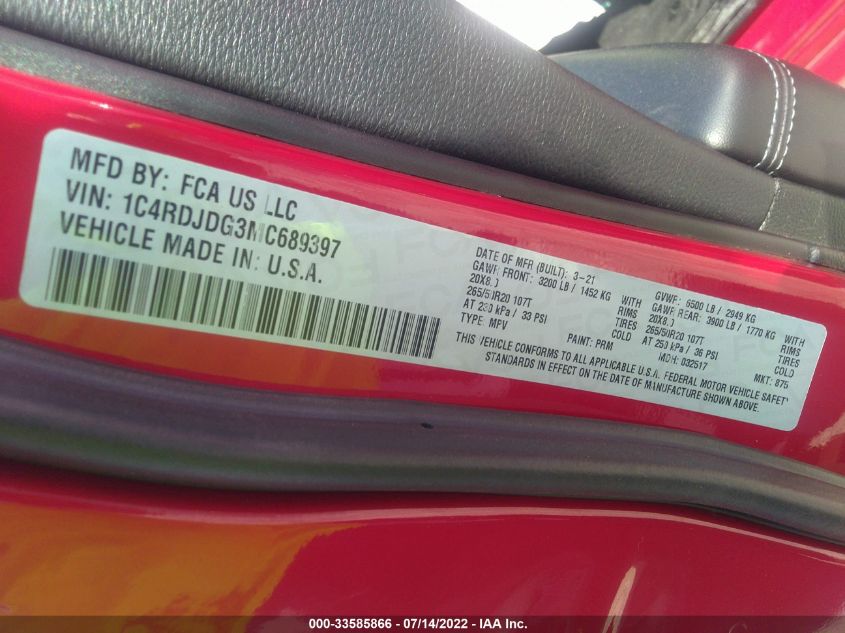 MFD BY: FCA US LLC
VIN: 1C4RDJDG3MC689397
VEHICLE MADE IN: U.S.A.
DATE OF MFR (BUILT): 3-21
GAWR FRONT: 3200 LB / 1452 KG WITH
20X8.0 RIMS
265/50R20 107T TIRES
AT 230 kPa / 33 PSI COLD
TYPE: MPV PAINT: PRM
GVWR: 6500 LB / 2949 KG
GAWR REAR: 3900 LB / 1770 KG WITH
20X8.0 RIMS
265/50R20 107T TIRES
AT 250 kPa / 36 PSI COLD
MDH: 032517 MKT: 875
THIS VEHICLE CONFORMS TO ALL APPLICABLE U.S.A. FEDERAL MOTOR VEHICLE SAFETY
STANDARDS IN EFFECT ON THE DATE OF MANUFACTURE SHOWN ABOVE.
000-33585866 - 07/14/2022 - IAA Inc.